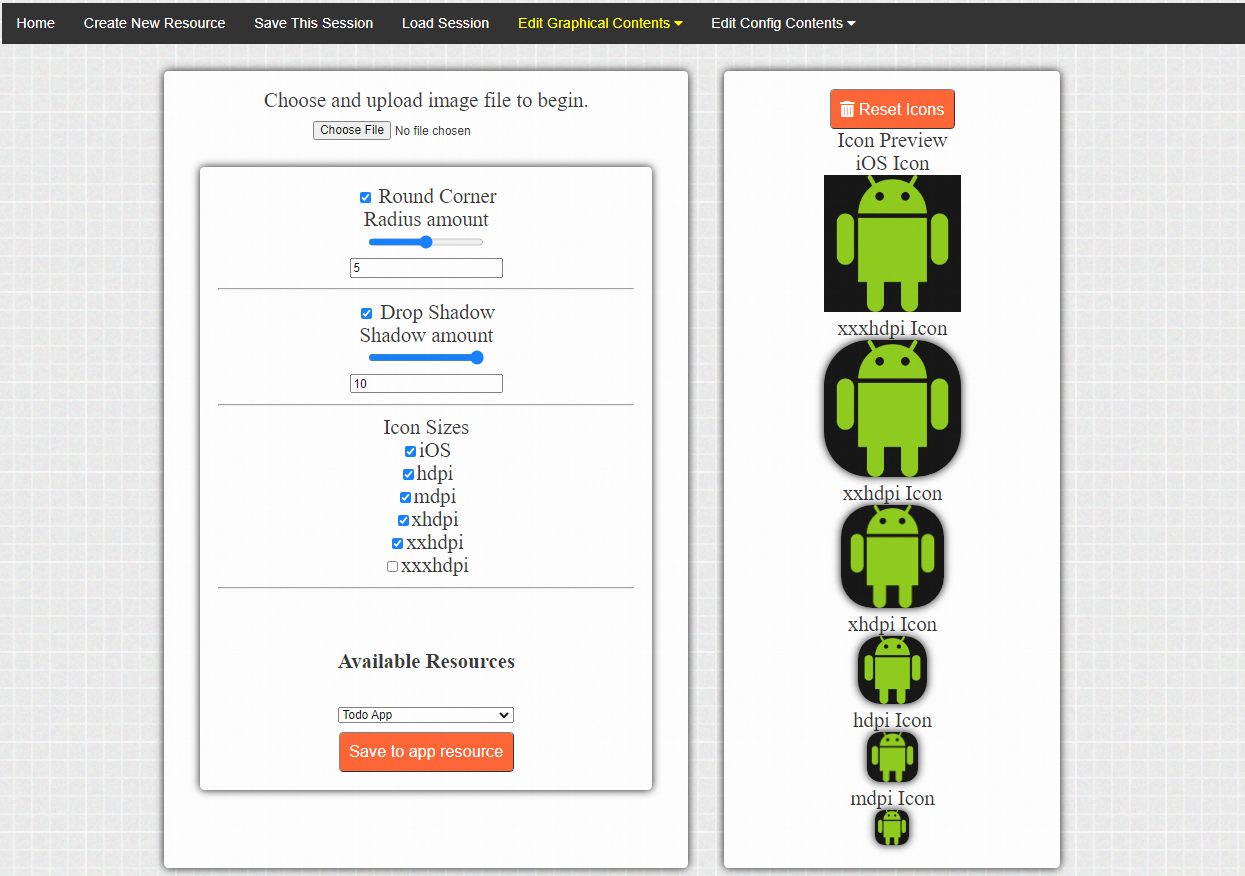 Home Create New Resource Save This Session Load Session Edit Graphical Contents Edit Config Contents
Choose and upload image file to begin.
Choose File No file chosen
Round Corner
Radius amount
5
Drop Shadow
Shadow amount
10
Icon Sizes
iOS
hdpi
mdpi
xhdpi
xxhdpi
xxxhdpi
Available Resources
Todo App
Save to app resource
Reset Icons
Icon Preview
iOS Icon
xxxhdpi Icon
xxhdpi Icon
xhdpi Icon
hdpi Icon
mdpi Icon